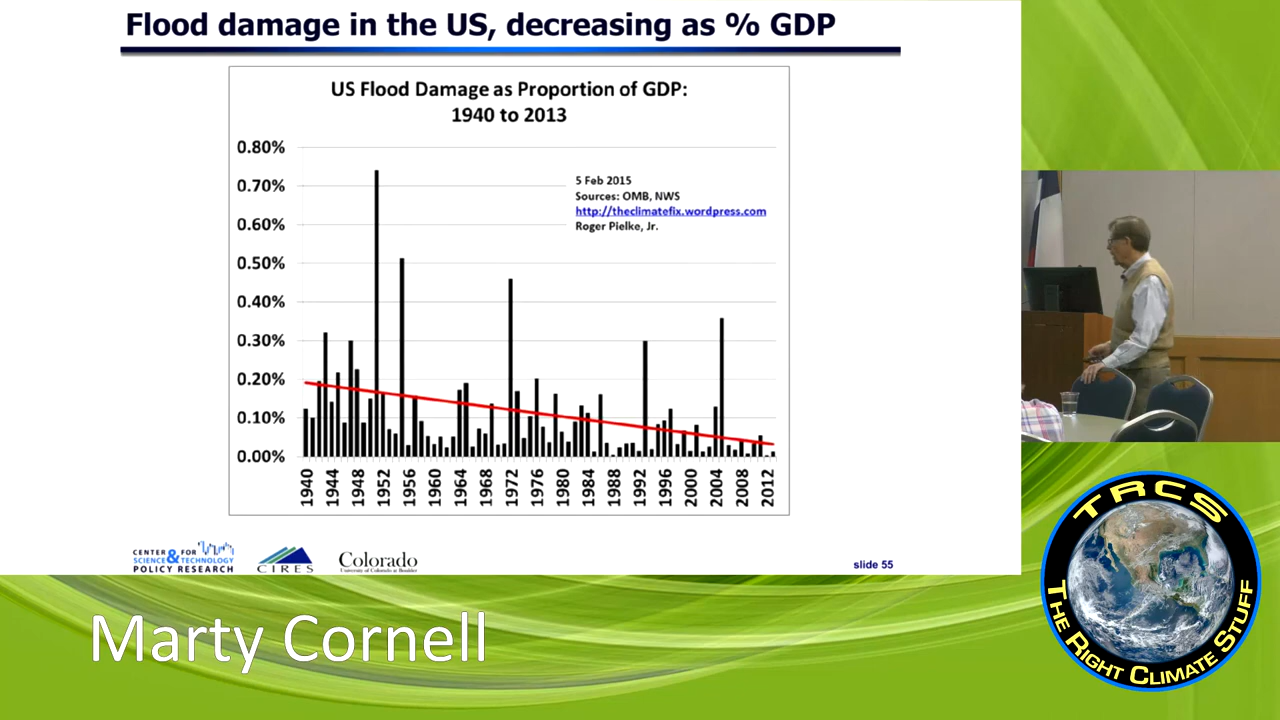 Flood damage in the US, decreasing as % GDP
US Flood Damage as Proportion of GDP:
1940 to 2013
0.80%
0.70%
0.60%
0.50%
0.40%
0.30%
0.20%
0.10%
0.00%
5 Feb 2015
Sources: OMB, NWS
http://theclimatefix.wordpress.com
Roger Pielke, Jr.
1940 1944 1948 1952 1956 1960 1964 1968 1972 1976 1980 1984 1988 1992 1996 2000 2004 2008 2012
CENTER FOR
SCIENCE & TECHNOLOGY
POLICY RESEARCH
CIRES
Colorado
University of Colorado at Boulder
slide 55
Marty Cornell
TRCS
THE RIGHT CLIMATE STUFF